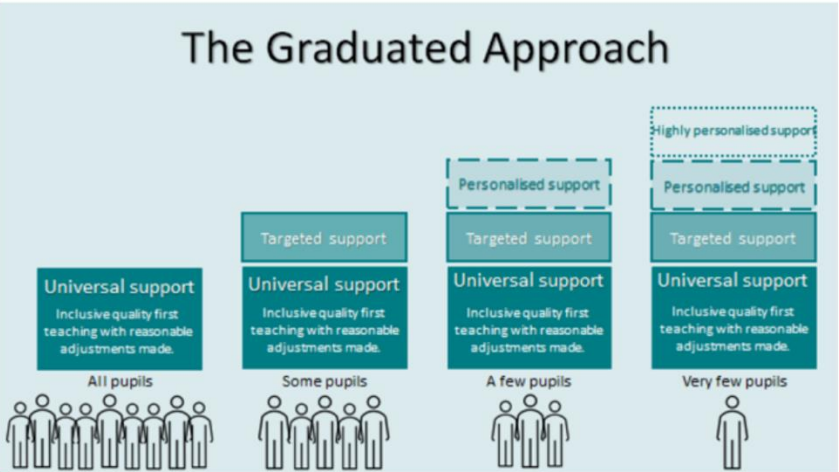 The Graduated Approach
Universal support
Inclusive quality first
teaching with reasonable
adjustments made.
All pupils
Targeted support
Universal support
Inclusive quality first
teaching with reasonable
adjustments made.
Some pupils
Personalised support
Targeted support
Universal support
Inclusive quality first
teaching with reasonable
adjustments made.
A few pupils
Highly personalised support
Personalised support
Targeted support
Universal support
Inclusive quality first
teaching with reasonable
adjustments made.
Very few pupils